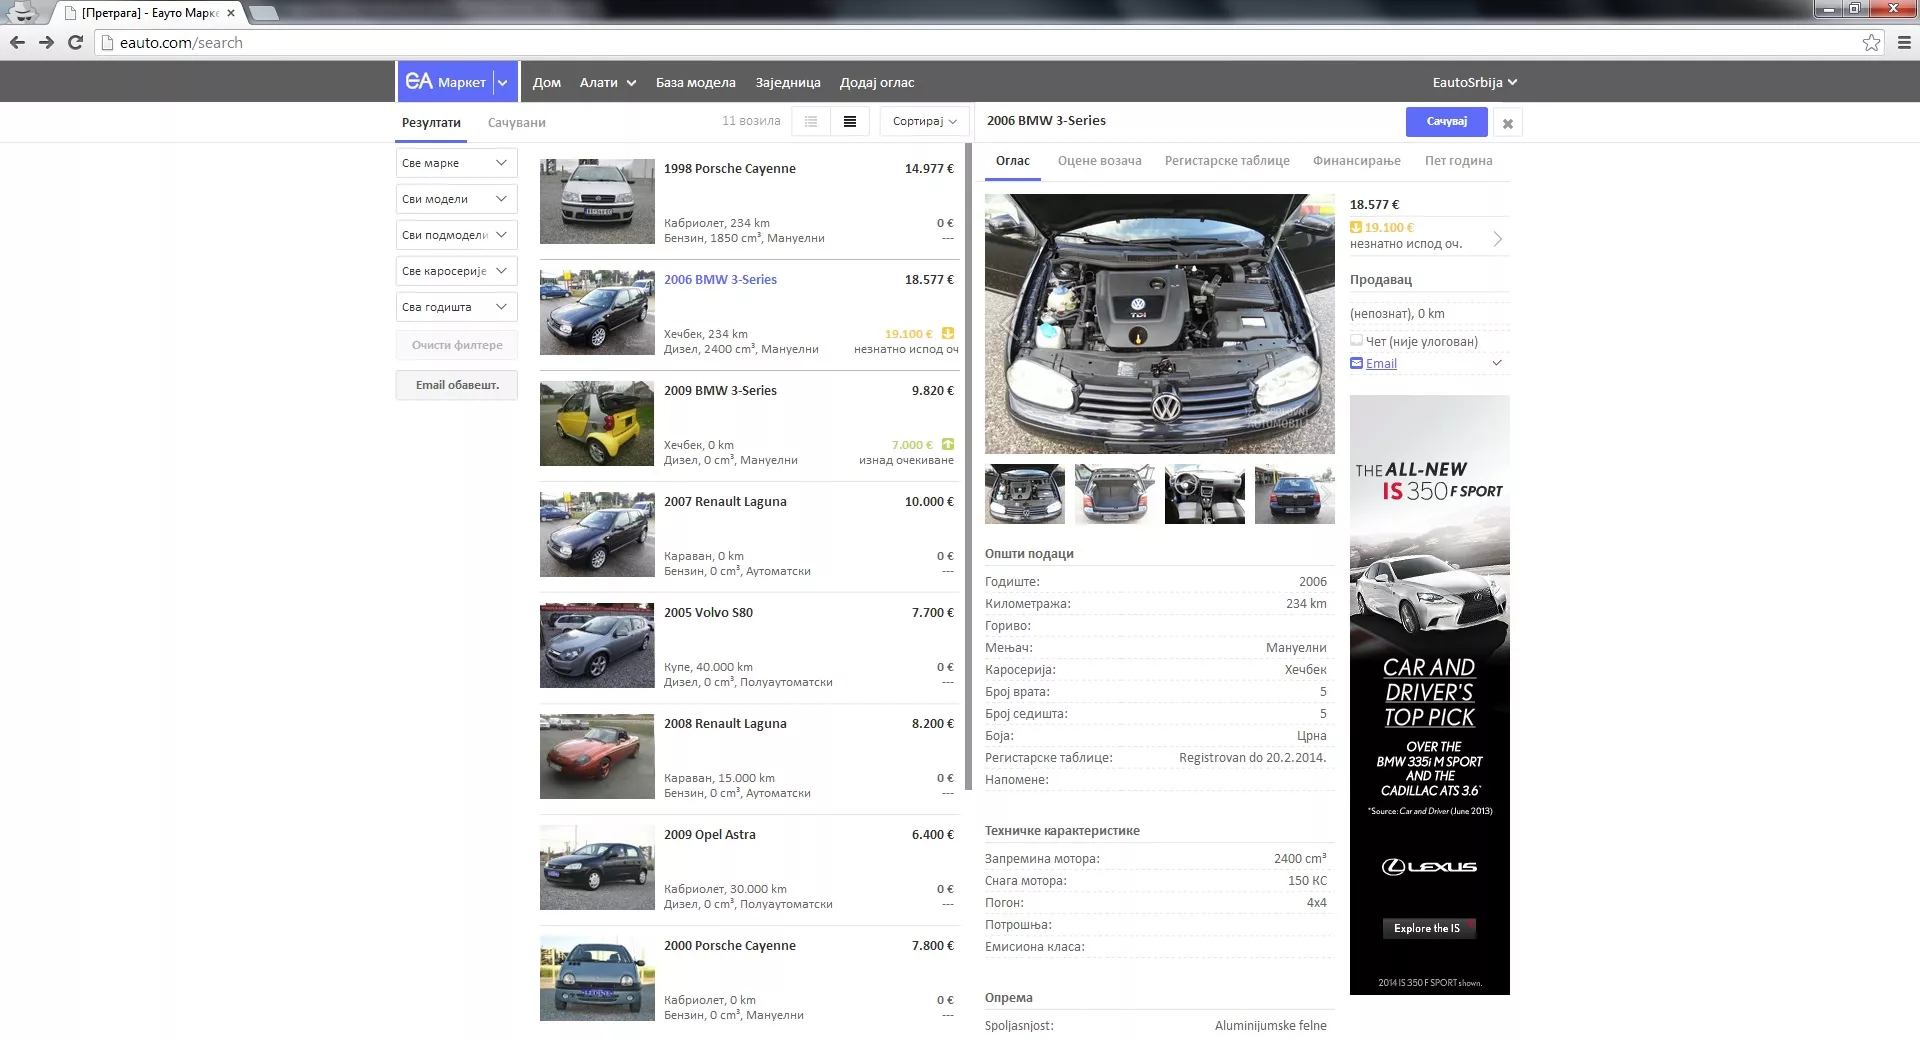 [Претрага] - Еауто Марк
eauto.com/search
ЄA Маркет
Дом
Алати
База модела
Заједница
Додај оглас
EautoSrbija
Резултати
Сачувани
11 возила
Сортирај
2006 BMW 3-Series
Сачувај
Све марке
Сви модели
Сви подмодели
Све каросерије
Сва годишта
Очисти филтере
Email обавешт.
1998 Porsche Cayenne
14.977 €
Кабриолет, 234 km
0 €
Бензин, 1850 cm³, Мануелни
---
2006 BMW 3-Series
18.577 €
Хечбек, 234 km
19.100 €
Дизел, 2400 cm³, Мануелни
незнатно испод оч
2009 BMW 3-Series
9.820 €
Хечбек, 0 km
7.000 €
Дизел, 0 cm³, Мануелни
изнад очекиване
2007 Renault Laguna
10.000 €
Караван, 0 km
0 €
Бензин, 0 cm³, Аутоматски
---
2005 Volvo S80
7.700 €
Купе, 40.000 km
0 €
Дизел, 0 cm³, Полуаутоматски
---
2008 Renault Laguna
8.200 €
Караван, 15.000 km
0 €
Бензин, 0 cm³, Аутоматски
---
2009 Opel Astra
6.400 €
Кабриолет, 30.000 km
0 €
Дизел, 0 cm³, Полуаутоматски
---
2000 Porsche Cayenne
7.800 €
Кабриолет, 0 km
0 €
Бензин, 0 cm³, Мануелни
---
Оглас
Оцене возача
Регистарске таблице
Финансирање
Пет година
TDI
AUTOMOBILI
Општи подаци
Годиште:
2006
Километража:
234 km
Гориво:
Мењач:
Мануелни
Каросерија:
Хечбек
Број врата:
5
Број седишта:
5
Боја:
Црна
Регистарске таблице:
Registrovan do 20.2.2014.
Напомене:
Техничке карактеристике
Запремина мотора:
2400 cm³
Снага мотора:
150 КС
Погон:
4x4
Потрошња:
Емисиона класа:
Опрема
Spoljasnjost:
Aluminijumske felne
18.577 €
19.100 €
незнатно испод оч.
Продавац
(непознат), 0 km
Чет (није улогован)
Email
THE ALL-NEW
IS 350 F SPORT
CAR AND
DRIVER'S
TOP PICK
OVER THE
BMW 335i M SPORT
AND THE
CADILLAC ATS 3.6*
*Source: Car and Driver (June 2013)
LEXUS
Explore the IS
2014 IS 350 F SPORT shown.